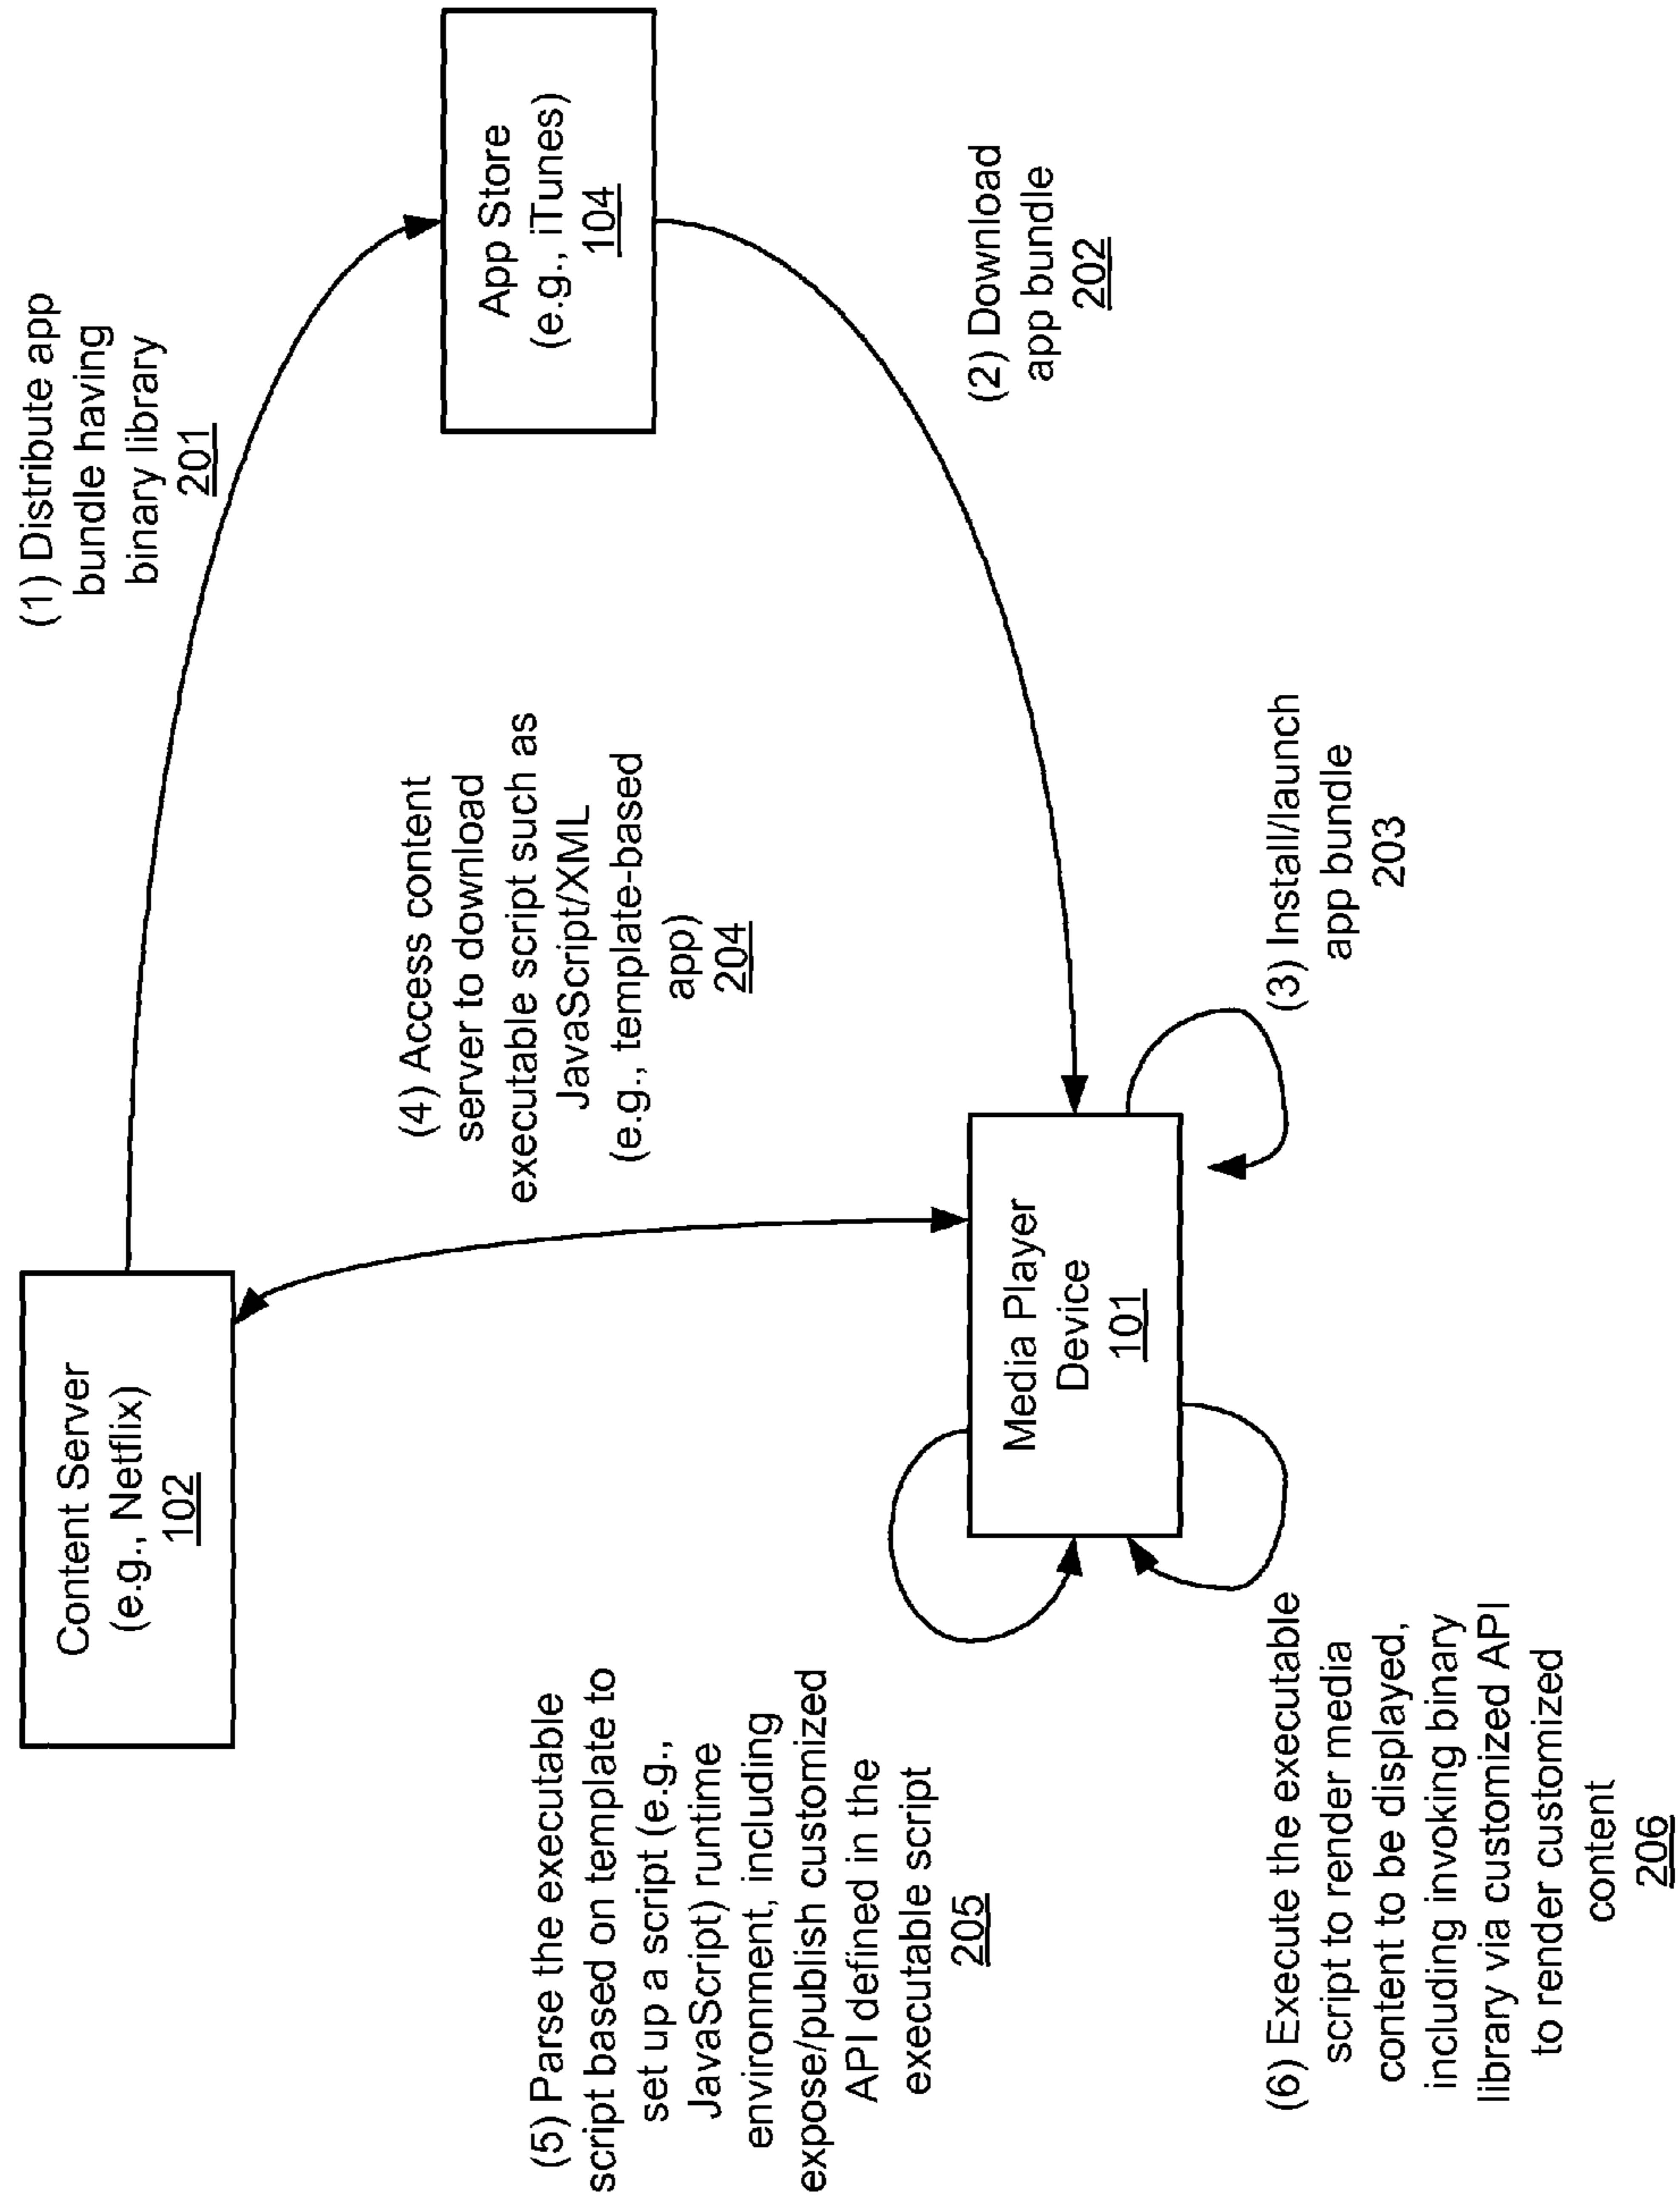 (1) Distribute app
bundle having
binary library
201
Content Server
(e.g., Netflix)
102
App Store
(e.g., iTunes)
104
(4) Access content
server to download
executable script such as
JavaScript/XML
(e.g., template-based
app)
204
(2) Download
app bundle
202
(5) Parse the executable
script based on template to
set up a script (e.g.,
JavaScript) runtime
environment, including
expose/publish customized
API defined in the
executable script
205
Media Player
Device
101
(3) Install/launch
app bundle
203
(6) Execute the executable
script to render media
content to be displayed,
including invoking binary
library via customized API
to render customized
content
206